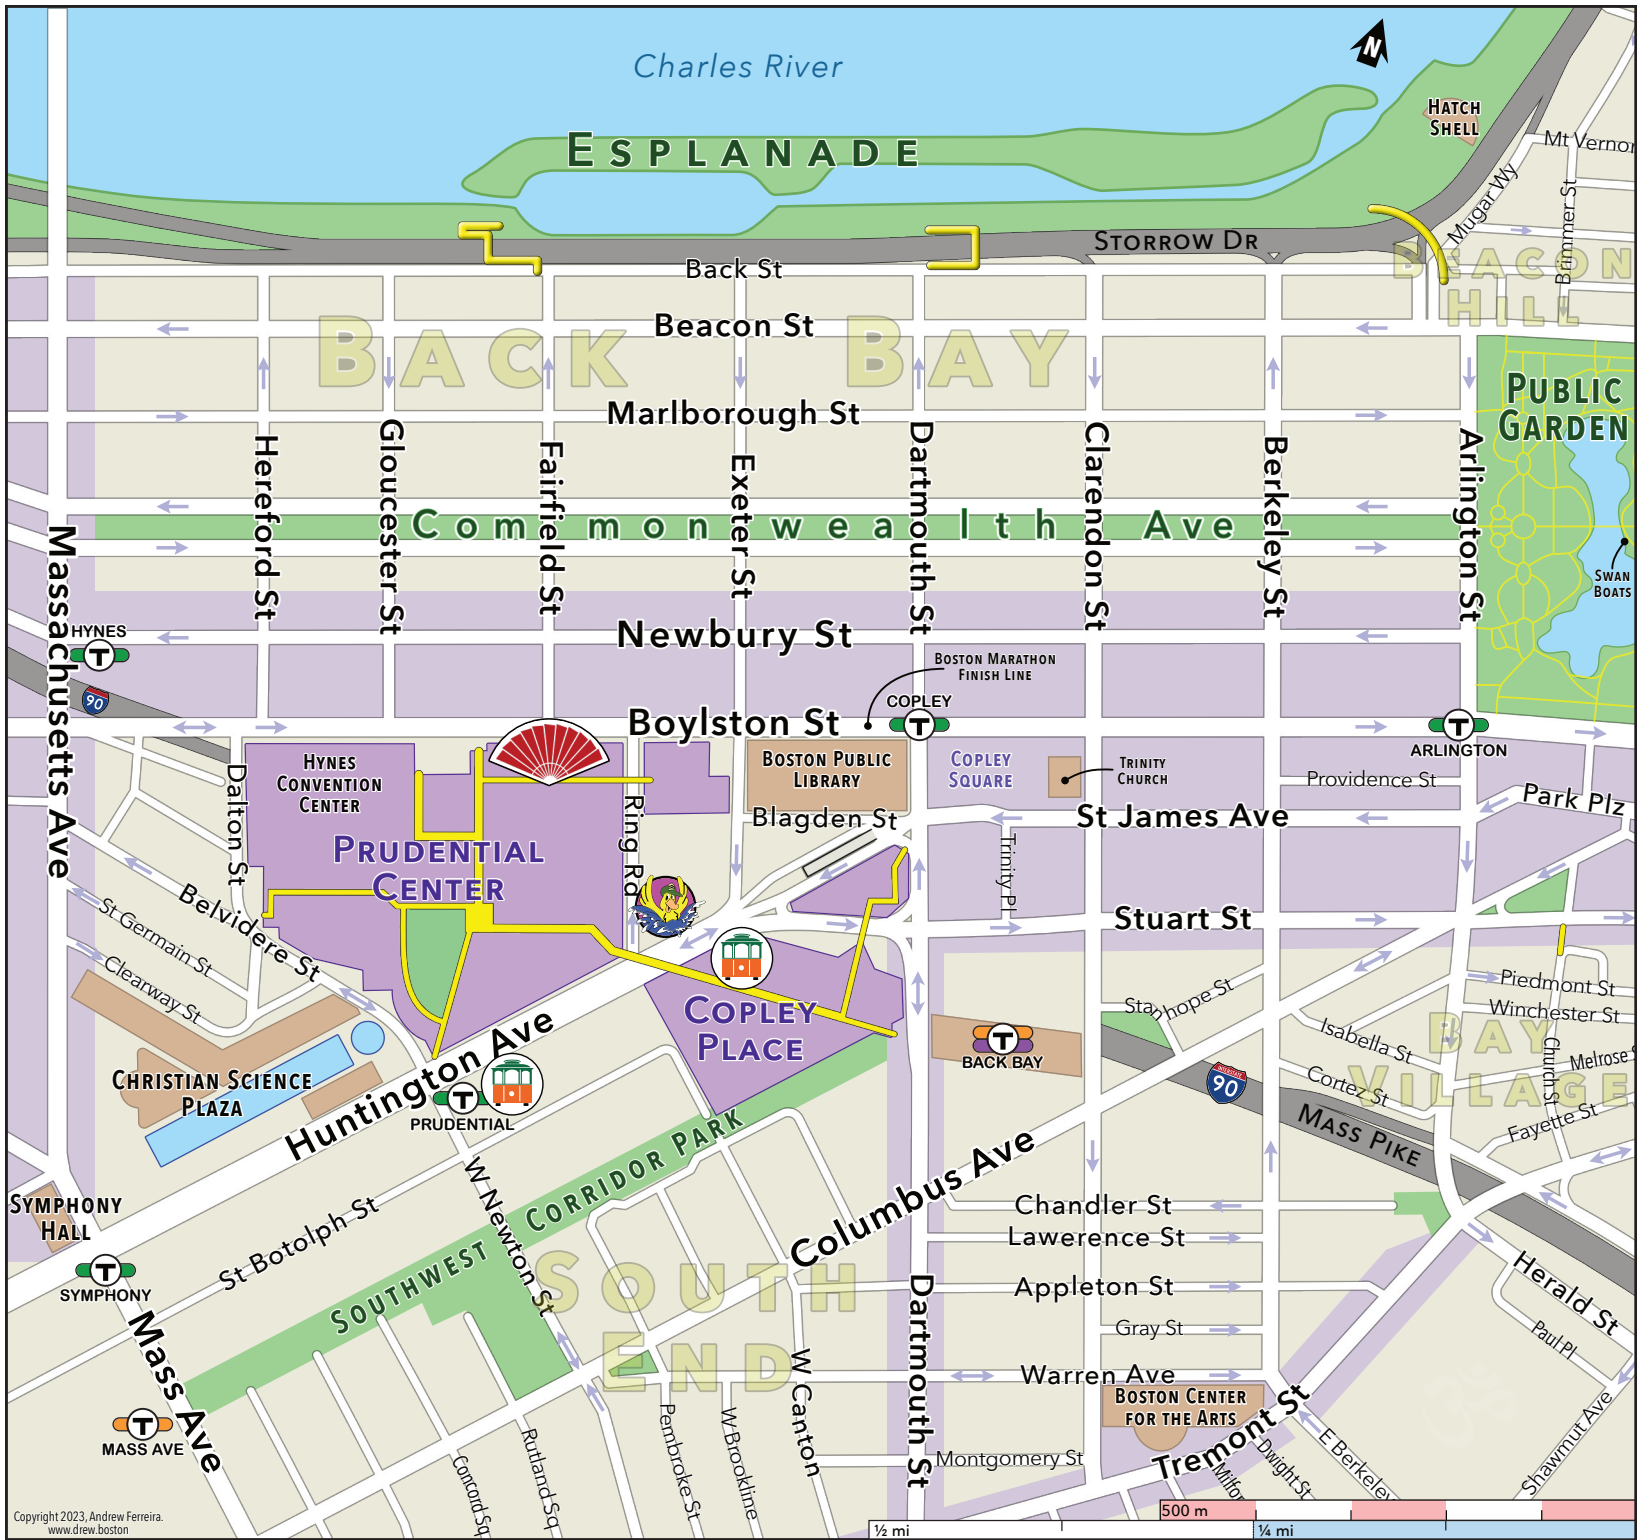 Charles River
N
ESPLANADE
HATCH
SHELL
Mt Vernon
Mugar Wy
Brimmer St
STORROW DR
BEACON
HILL
Back St
Beacon St
BACK BAY
Marlborough St
PUBLIC
GARDEN
Hereford St
Gloucester St
Fairfield St
Exeter St
Dartmouth St
Clarendon St
Berkeley St
Arlington St
Commonwealth Ave
Massachusetts Ave
SWAN
BOATS
HYNES
T
Newbury St
BOSTON MARATHON
FINISH LINE
90
COPLEY
T
Boylston St
T
ARLINGTON
HYNES
CONVENTION
CENTER
BOSTON PUBLIC
LIBRARY
COPLEY
SQUARE
TRINITY
CHURCH
Providence St
Park Plz
Dalton St
Ring Rd
Blagden St
St James Ave
PRUDENTIAL
CENTER
Trinity Pl
Belvidere St
St Germain St
Stuart St
Clearway St
Stanhope St
Piedmont St
Winchester St
COPLEY
PLACE
Isabella St
BAY
VILLAGE
Church St
Melrose S
T
BACK BAY
INTERSTATE
90
Cortez St
Fayette St
CHRISTIAN SCIENCE
PLAZA
Huntington Ave
T
PRUDENTIAL
MASS PIKE
SOUTHWEST CORRIDOR PARK
Columbus Ave
W Newton St
SYMPHONY
HALL
St Botolph St
Chandler St
Lawerence St
T
SYMPHONY
SOUTH
END
Appleton St
Herald St
Gray St
Paul Pl
Mass Ave
Warren Ave
W Canton
Dartmouth St
BOSTON CENTER
FOR THE ARTS
Tremont St
T
MASS AVE
Concord Sq
Rutland Sq
Pembroke St
W Brookline
Montgomery St
Milfor
Dwight St
E Berkeley
Shawmut Ave
Copyright 2023, Andrew Ferreira.
www.drew.boston
500 m
½ mi
¼ mi